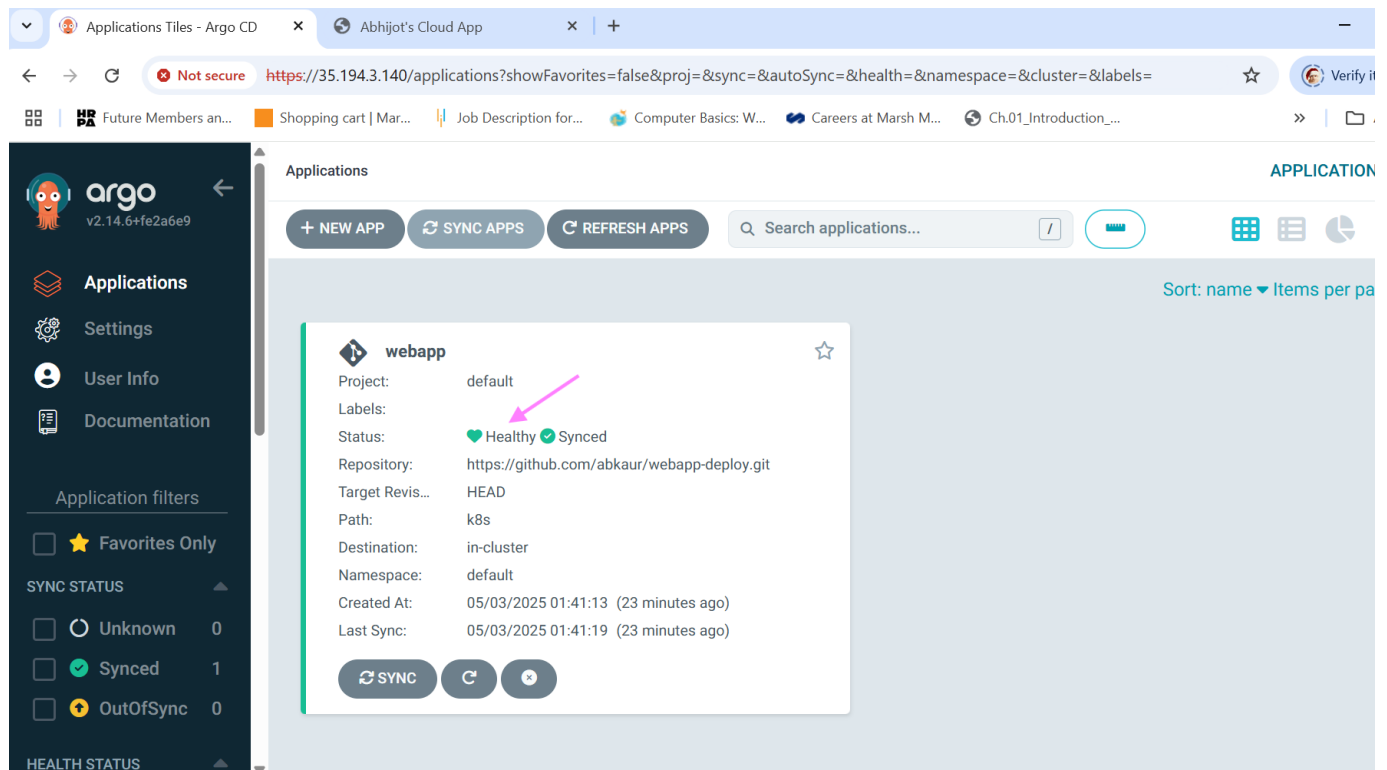 Applications Tiles - Argo CD
Abhijot's Cloud App
Not secure https://35.194.3.140/applications?showFavorites=false&proj=&sync=&autoSync=&health=&namespace=&cluster=&labels=
Verify it
HR PA Future Members an... Shopping cart | Mar... Job Description for... Computer Basics: W... Careers at Marsh M... Ch.01_Introduction_...
argo
v2.14.6+fe2a6e9
Applications
Settings
User Info
Documentation
Application filters
Favorites Only
SYNC STATUS
Unknown 0
Synced 1
OutOfSync 0
HEALTH STATUS
Applications
APPLICATION
+ NEW APP SYNC APPS REFRESH APPS Search applications... /
Sort: name Items per pa
webapp
Project: default
Labels:
Status: Healthy Synced
Repository: https://github.com/abkaur/webapp-deploy.git
Target Revis... HEAD
Path: k8s
Destination: in-cluster
Namespace: default
Created At: 05/03/2025 01:41:13 (23 minutes ago)
Last Sync: 05/03/2025 01:41:19 (23 minutes ago)
SYNC